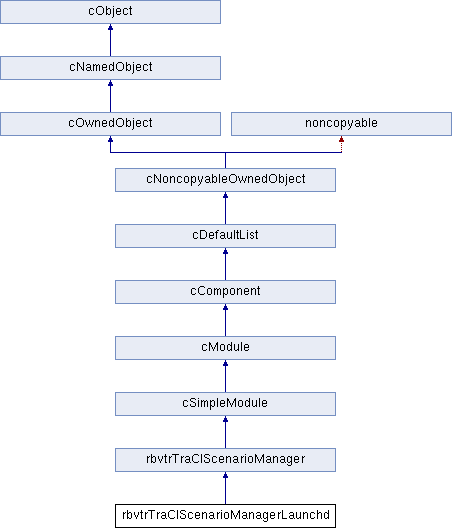 cObject
cNamedObject
cOwnedObject
noncopyable
cNoncopyableOwnedObject
cDefaultList
cComponent
cModule
cSimpleModule
rbvtrTraCIScenarioManager
rbvtrTraCIScenarioManagerLaunchd